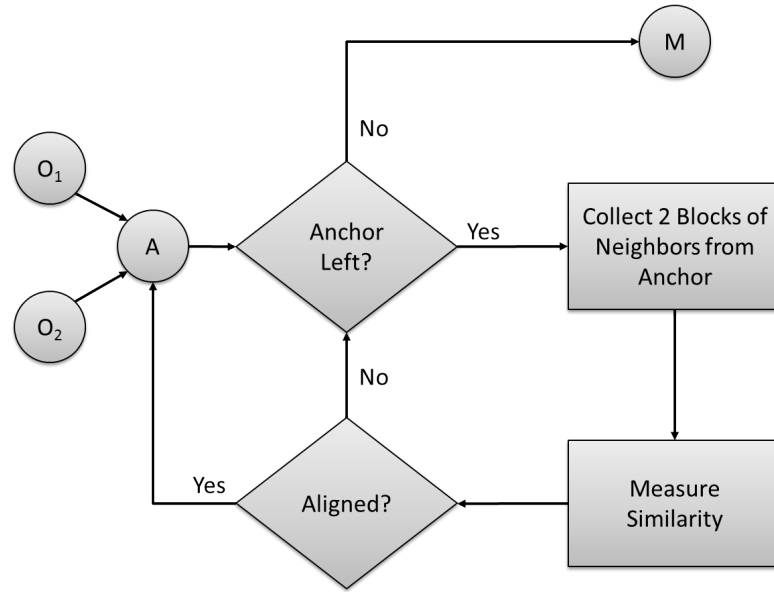 M
No
O₁
Anchor
Left?
Yes
Collect 2 Blocks of
Neighbors from
Anchor
A
O₂
No
Yes
Aligned?
Measure
Similarity